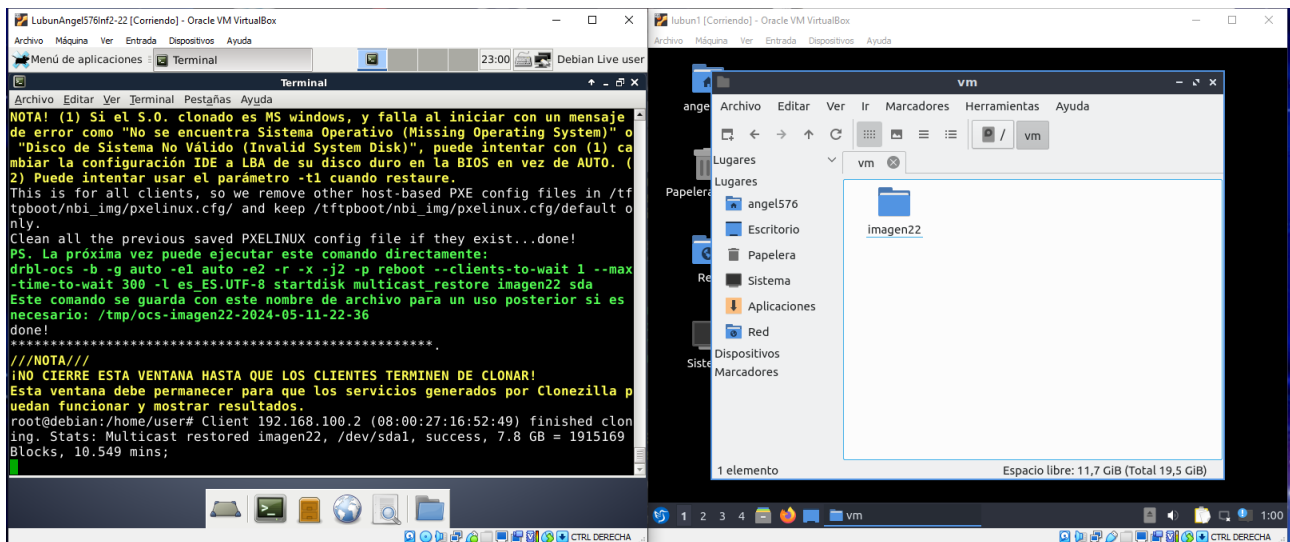 LubunAngel576Inf2-22 [Corriendo] - Oracle VM VirtualBox
Archivo Máquina Ver Entrada Dispositivos Ayuda
Menú de aplicaciones
Terminal
23:00
Debian Live user
Terminal
Archivo Editar Ver Terminal Pestañas Ayuda
NOTA! (1) Si el S.O. clonado es MS windows, y falla al iniciar con un mensaje
de error como "No se encuentra Sistema Operativo (Missing Operating System)" o
"Disco de Sistema No Válido (Invalid System Disk)", puede intentar con (1) ca
mbiar la configuración IDE a LBA de su disco duro en la BIOS en vez de AUTO. (
2) Puede intentar usar el parámetro -t1 cuando restaure.
This is for all clients, so we remove other host-based PXE config files in /tf
tpboot/nbi_img/pxelinux.cfg/ and keep /tftpboot/nbi_img/pxelinux.cfg/default o
nly.
Clean all the previous saved PXELINUX config file if they exist...done!
PS. La próxima vez puede ejecutar este comando directamente:
drbl-ocs -b -g auto -e1 auto -e2 -r -x -j2 -p reboot --clients-to-wait 1 --max
-time-to-wait 300 -l es_ES.UTF-8 startdisk multicast_restore imagen22 sda
Este comando se guarda con este nombre de archivo para un uso posterior si es
necesario: /tmp/ocs-imagen22-2024-05-11-22-36
done!
*****************************************************.
///NOTA///
¡NO CIERRE ESTA VENTANA HASTA QUE LOS CLIENTES TERMINEN DE CLONAR!
Esta ventana debe permanecer para que los servicios generados por Clonezilla p
uedan funcionar y mostrar resultados.
root@debian:/home/user# Client 192.168.100.2 (08:00:27:16:52:49) finished clon
ing. Stats: Multicast restored imagen22, /dev/sda1, success, 7.8 GB = 1915169
Blocks, 10.549 mins;
CTRL DERECHA
lubun1 [Corriendo] - Oracle VM VirtualBox
Archivo Máquina Ver Entrada Dispositivos Ayuda
ange
Papelera
Re
Siste
vm
Archivo Editar Ver Ir Marcadores Herramientas Ayuda
/ vm
Lugares
vm
Lugares
angel576
Escritorio
Papelera
Sistema
Aplicaciones
Red
Dispositivos
Marcadores
imagen22
1 elemento
Espacio libre: 11,7 GiB (Total 19,5 GiB)
1 2 3 4
vm
1:00
CTRL DERECHA